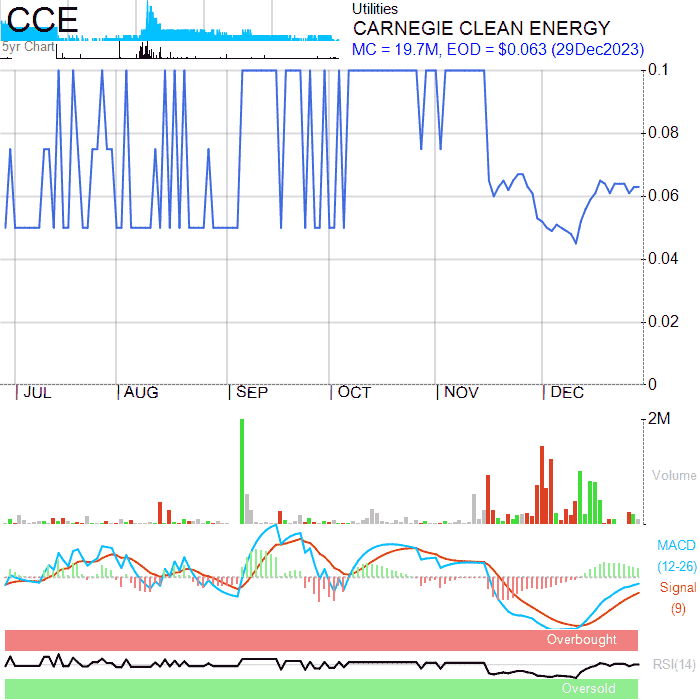 CCE
5yr Chart
Utilities
CARNEGIE CLEAN ENERGY
MC = 19.7M, EOD = $0.063 (29Dec2023)
0.1
0.08
0.06
0.04
0.02
0
JUL AUG SEP OCT NOV DEC
2M
Volume
MACD
(12-26)
Signal
(9)
Overbought
RSI(14)
Oversold